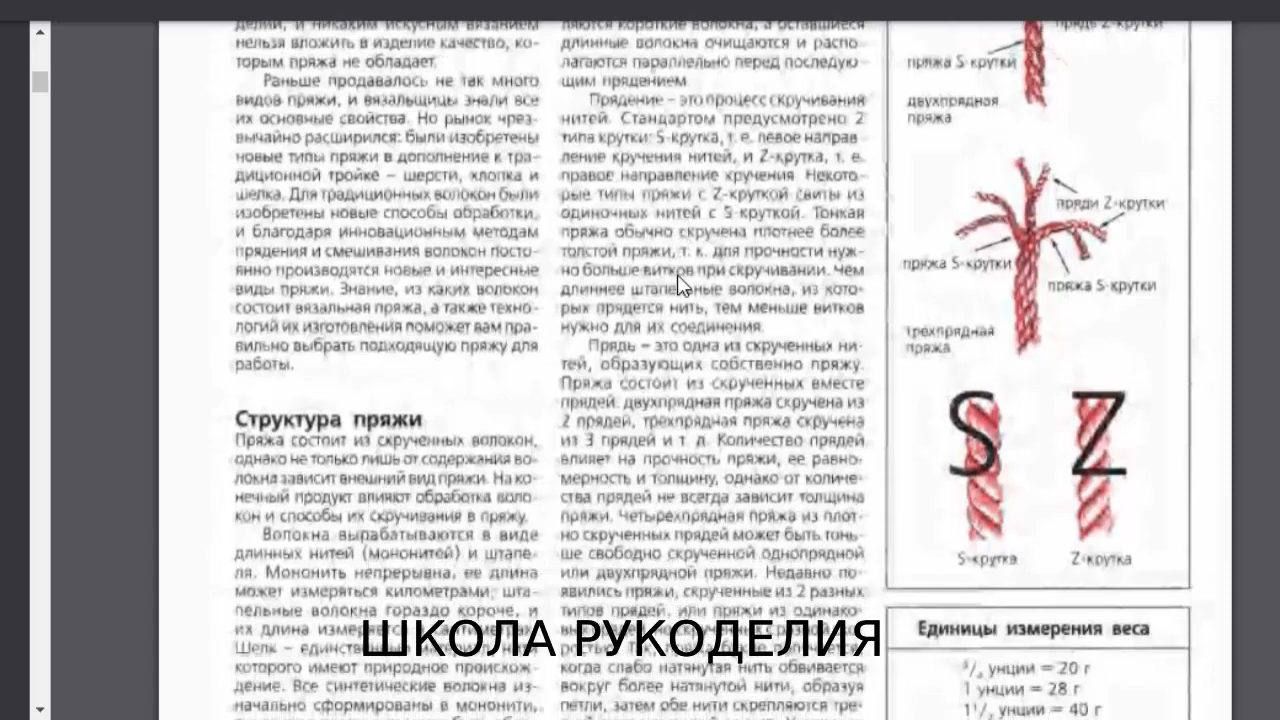 делий, и никаким искусным вязанием
нельзя вложить в изделие качество, ко-
торым пряжа не обладает.
Раньше продавалось не так много
видов пряжи, и вязальщицы знали все
их основные свойства. Но рынок чрез-
вычайно расширился: были изобретены
новые типы пряжи в дополнение к тра-
диционной тройке – шерсти, хлопка и
шелка. Для традиционных волокон были
изобретены новые способы обработки,
и благодаря инновационным методам
прядения и смешивания волокон посто-
янно производятся новые и интересные
виды пряжи. Знание, из каких волокон
состоит вязальная пряжа, а также техно-
логий их изготовления поможет вам пра-
вильно выбрать подходящую пряжу для
работы.
Структура пряжи
Пряжа состоит из скрученных волокон,
однако не только лишь от содержания во-
локна зависит внешний вид пряжи. На ко-
нечный продукт влияют обработка воло-
кон и способы их скручивания в пряжу.
Волокна вырабатываются в виде
длинных нитей (мононитей) и штапе-
ля. Мононить непрерывна, ее длина
может измеряться километрами; шта-
пельные волокна гораздо короче, и
их длина
Шелк –
которого имеют природное происхож-
дение. Все синтетические волокна из-
начально сформированы в мононити,
ляются короткие волокна, а оставшиеся
длинные волокна очищаются и распо-
лагаются параллельно перед последую-
щим прядением.
Прядение – это процесс скручивания
нитей. Стандартом предусмотрено 2
типа крутки: S-крутка, т. е. левое направ-
ление кручения нитей, и Z-крутка, т. е.
правое направление кручения. Некото-
рые типы пряжи с Z-круткой свиты из
одиночных нитей с S-круткой. Тонкая
пряжа обычно скручена плотнее более
толстой пряжи, т. к. для прочности нуж-
но больше витков при скручивании. Чем
длиннее штапельные волокна, из кото-
рых прядется нить, тем меньше витков
нужно для их соединения.
Прядь – это одна из скрученных ни-
тей, образующих собственно пряжу.
Пряжа состоит из скрученных вместе
прядей: двухпрядная пряжа скручена из
2 прядей, трехпрядная пряжа скручена
из 3 прядей и т. д. Количество прядей
влияет на прочность пряжи, ее равно-
мерность и толщину, однако от количе-
ства прядей не всегда зависит толщина
пряжи. Четырехпрядная пряжа из плот-
но скрученных прядей может быть тонь-
ше свободно скрученной однопрядной
или двухпрядной пряжи. Недавно по-
явились пряжи, скрученные из 2 разных
типов прядей, или пряжи из одинако-
когда слабо натянутая нить обвивается
вокруг более натянутой нити, образуя
петли, затем обе нити скрепляются тре-
прядь Z-крутки
пряжа S-крутки
двухпрядная
пряжа
пряди Z-крутки
пряжа S-крутки
пряжа S-крутки
трехпрядная
пряжа
S Z
S-крутка Z-крутка
Единицы измерения веса
1 унции = 28 г
1 1/2 унции = 40 г
ШКОЛА РУКОДЕЛИЯ